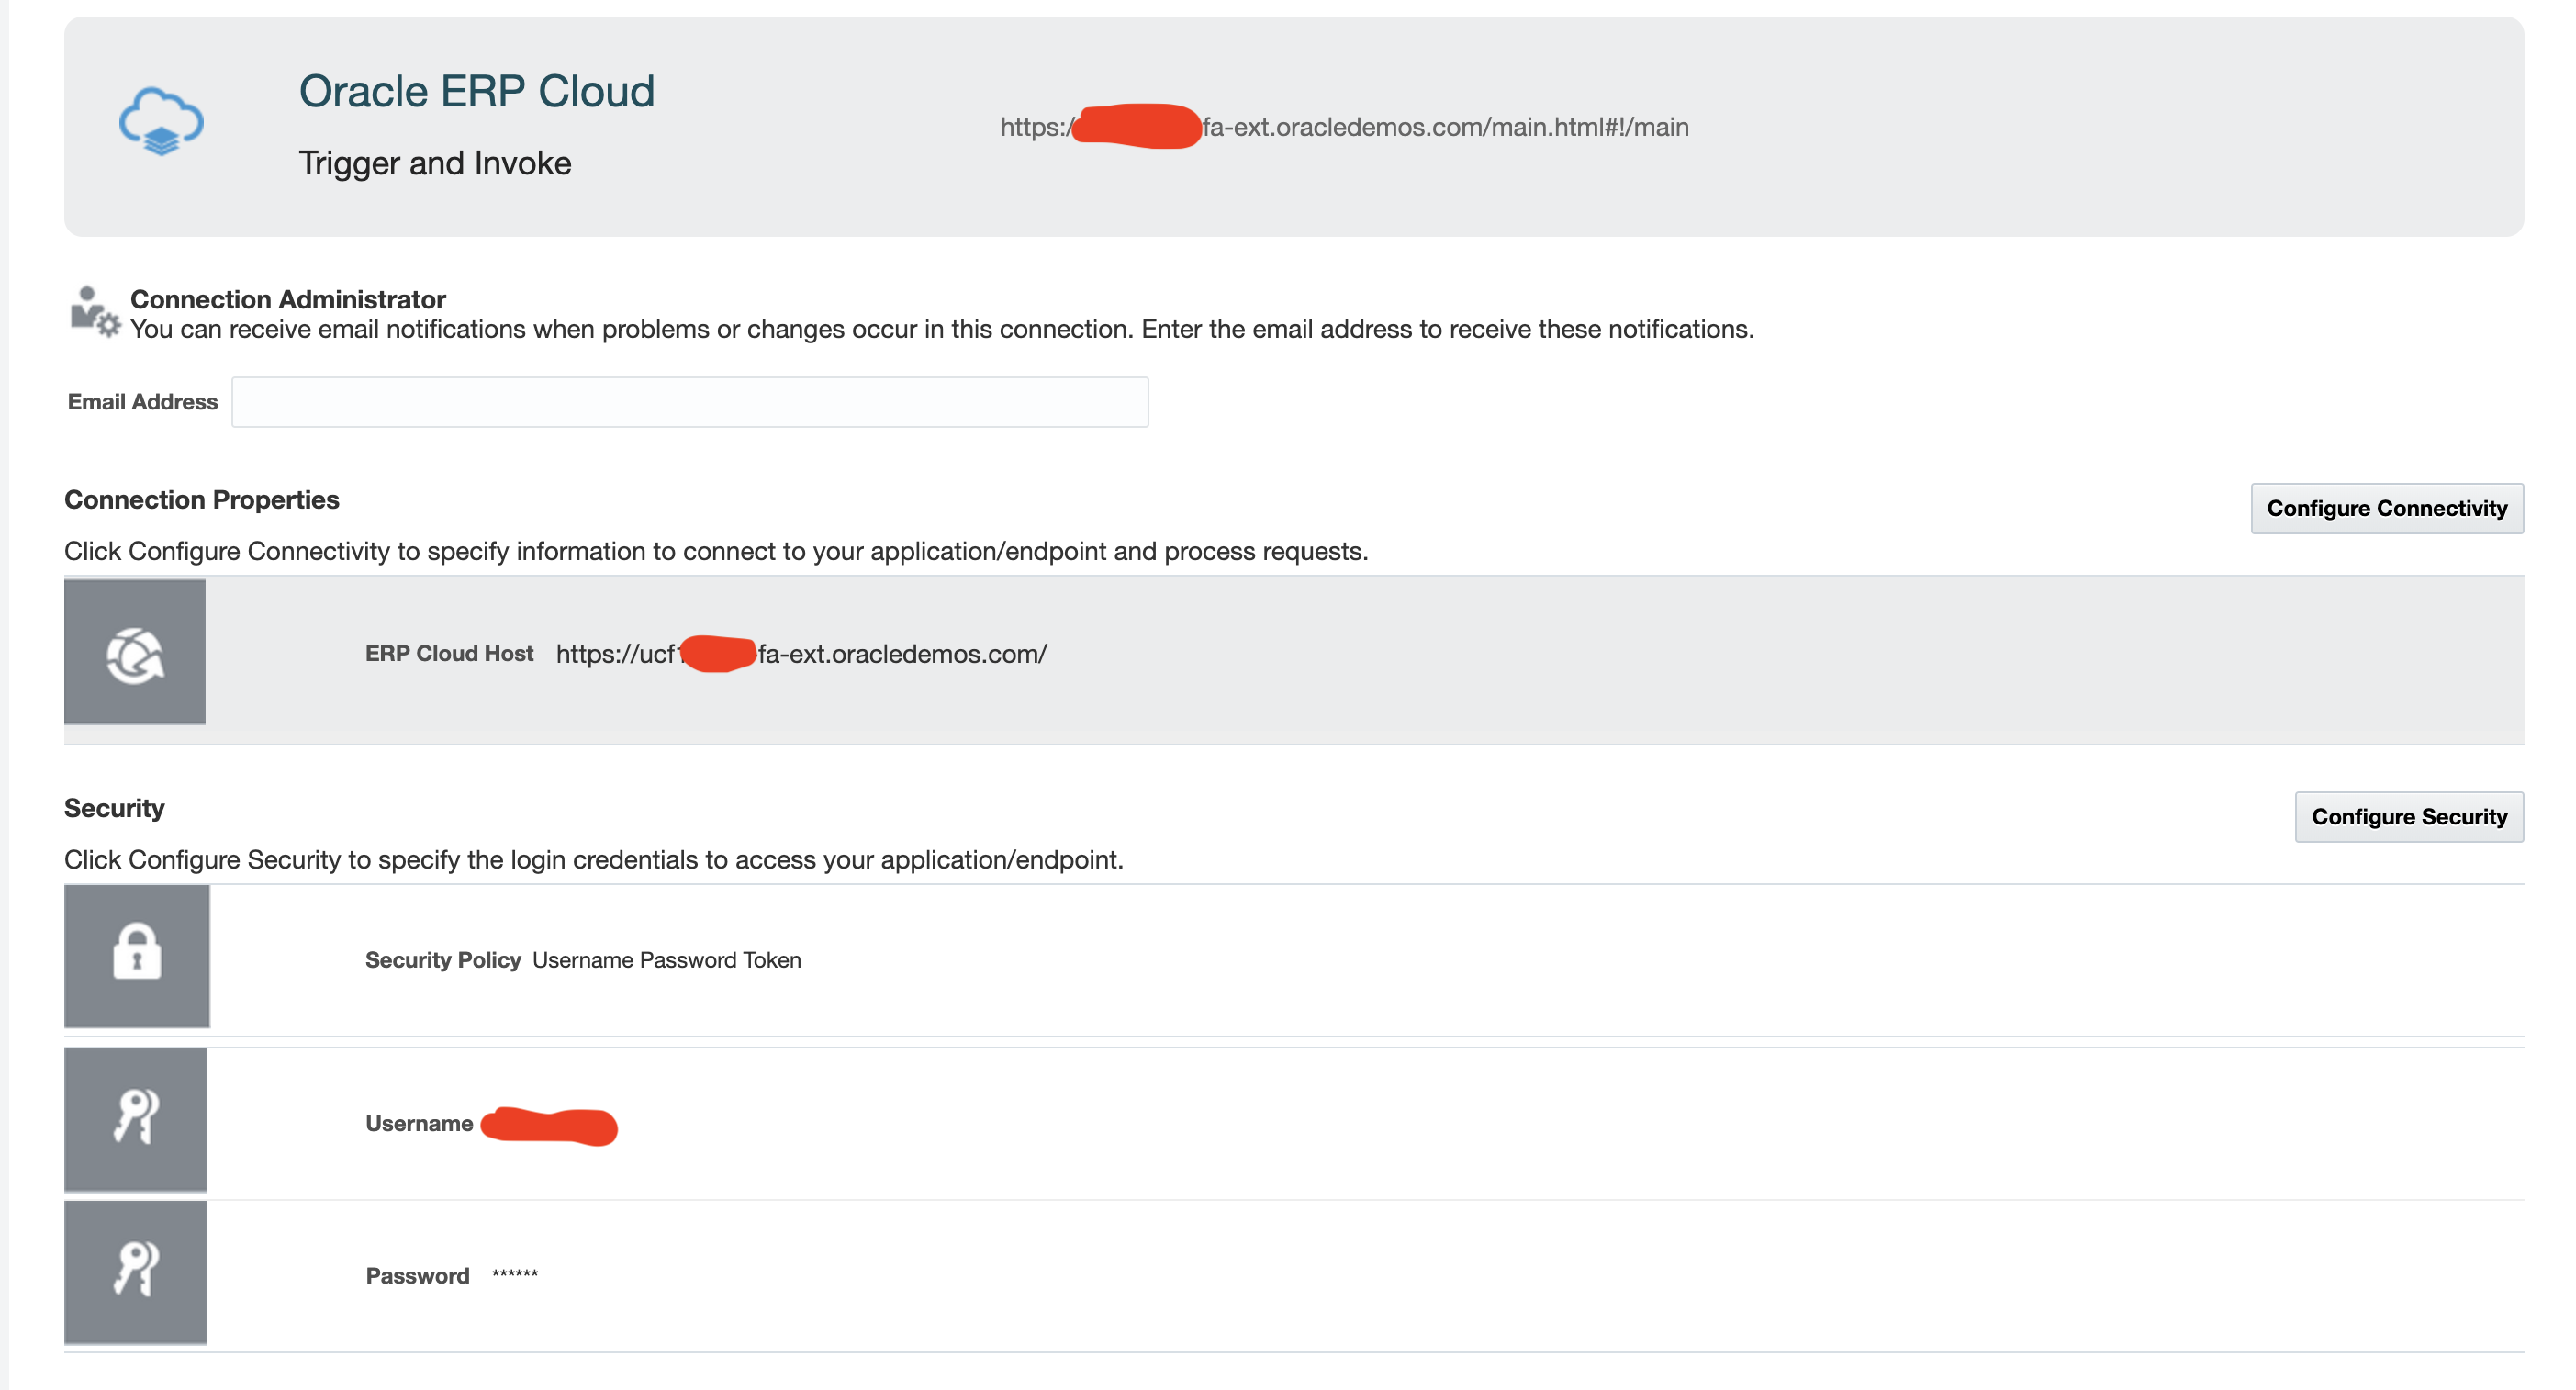 Oracle ERP Cloud
Trigger and Invoke
https:/ fa-ext.oracledemos.com/main.html#!/main
Connection Administrator
You can receive email notifications when problems or changes occur in this connection. Enter the email address to receive these notifications.
Email Address
Connection Properties
Configure Connectivity
Click Configure Connectivity to specify information to connect to your application/endpoint and process requests.
ERP Cloud Host https://ucf fa-ext.oracledemos.com/
Security
Configure Security
Click Configure Security to specify the login credentials to access your application/endpoint.
Security Policy Username Password Token
Username
Password ******